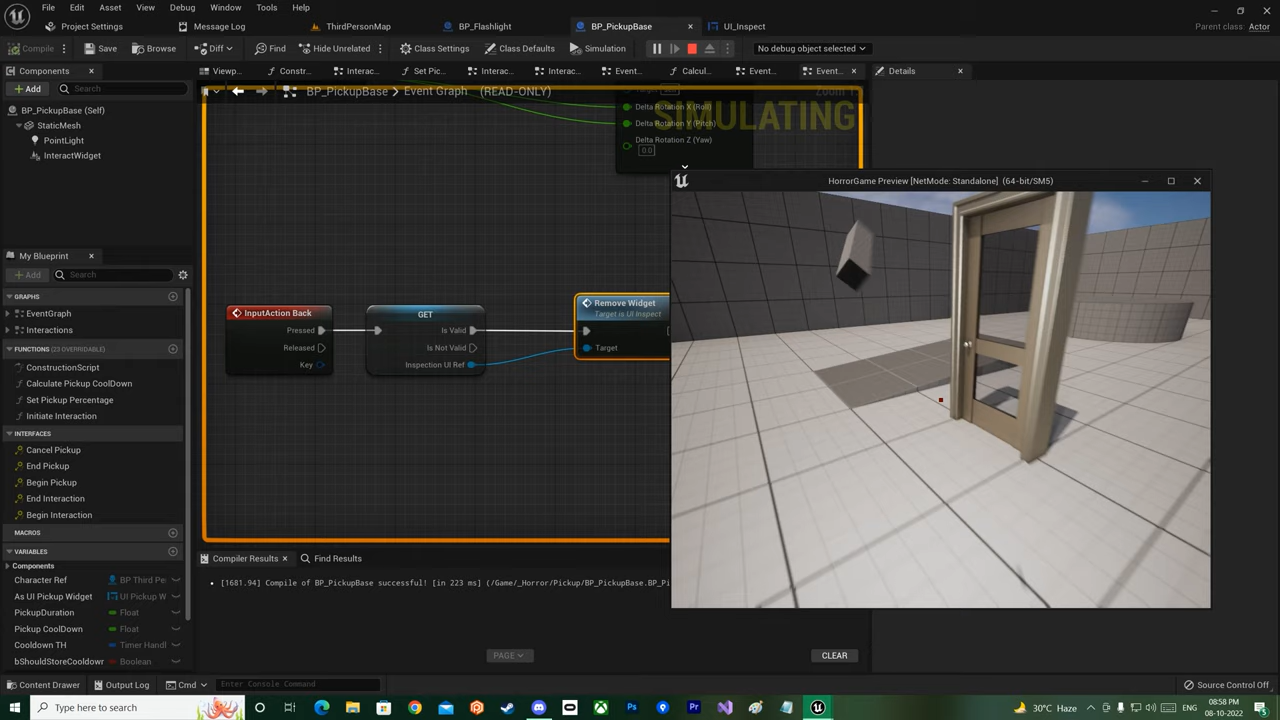 File Edit Asset View Debug Window Tools Help
Project Settings Message Log ThirdPersonMap BP_Flashlight BP_PickupBase UI_Inspect
Parent class: Actor
Compile Save Browse Diff Find Hide Unrelated Class Settings Class Defaults Simulation No debug object selected
Components Viewp... Constr... Interac... Set Pic... Interac... Interac... Event... Calcul... Event... Event... Details
Add Search
BP_PickupBase > Event Graph (READ-ONLY)
BP_PickupBase (Self)
StaticMesh
PointLight
InteractWidget
Delta Rotation X (Roll)
Delta Rotation Y (Pitch)
Delta Rotation Z (Yaw)
0.0
SIMULATING
HorrorGame Preview [NetMode: Standalone] (64-bit/SM5)
My Blueprint
Add Search
GRAPHS
EventGraph
Interactions
FUNCTIONS (23 OVERRIDABLE)
ConstructionScript
Calculate Pickup CoolDown
Set Pickup Percentage
Initiate Interaction
INTERFACES
Cancel Pickup
End Pickup
Begin Pickup
End Interaction
Begin Interaction
MACROS
VARIABLES
Components
Character Ref BP Third Pe
As UI Pickup Widget UI Pickup W
PickupDuration Float
Pickup CoolDown Float
Cooldown TH Timer Handl
bShouldStoreCooldowr Boolean
InputAction Back
Pressed
Released
Key
GET
Is Valid
Is Not Valid
Inspection UI Ref
Remove Widget
Target is UI Inspect
Target
Compiler Results Find Results
[1681.94] Compile of BP_PickupBase successful! [in 223 ms] (/Game/_Horror/Pickup/BP_PickupBase.BP_Pi
PAGE CLEAR
Content Drawer Output Log Cmd Enter Console Command Source Control Off
Type here to search
30°C Haze
ENG
08:58 PM
08-10-2022